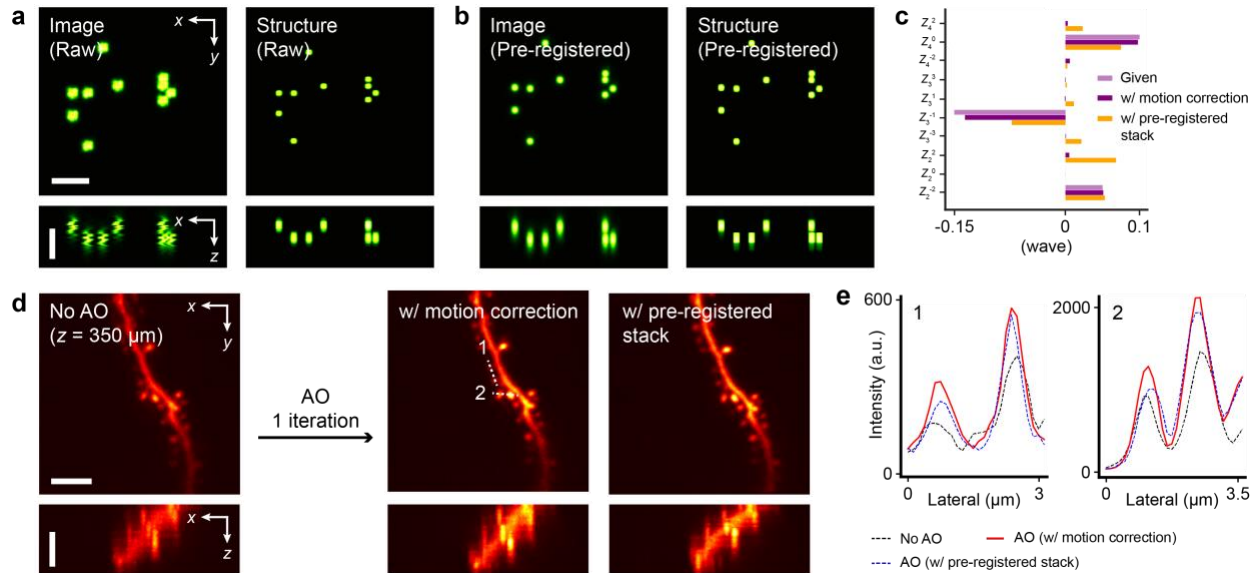 a
Image
(Raw)
x
y
Structure
(Raw)
x
z
b
Image
(Pre-registered)
Structure
(Pre-registered)
c
Z₄²
Z₄⁰
Z₄⁻²
Z₃³
Z₃¹
Z₃⁻¹
Z₃⁻³
Z₂²
Z₂⁰
Z₂⁻²
-0.15
0
0.1
(wave)
Given
w/ motion correction
w/ pre-registered
stack
d
No AO
(z = 350 µm)
x
y
x
z
AO
1 iteration
w/ motion correction
1
2
w/ pre-registered
stack
e
600
1
Intensity (a.u.)
0
0
3
Lateral (µm)
2000
2
0
0
3.5
Lateral (µm)
No AO
AO (w/ motion correction)
AO (w/ pre-registered stack)